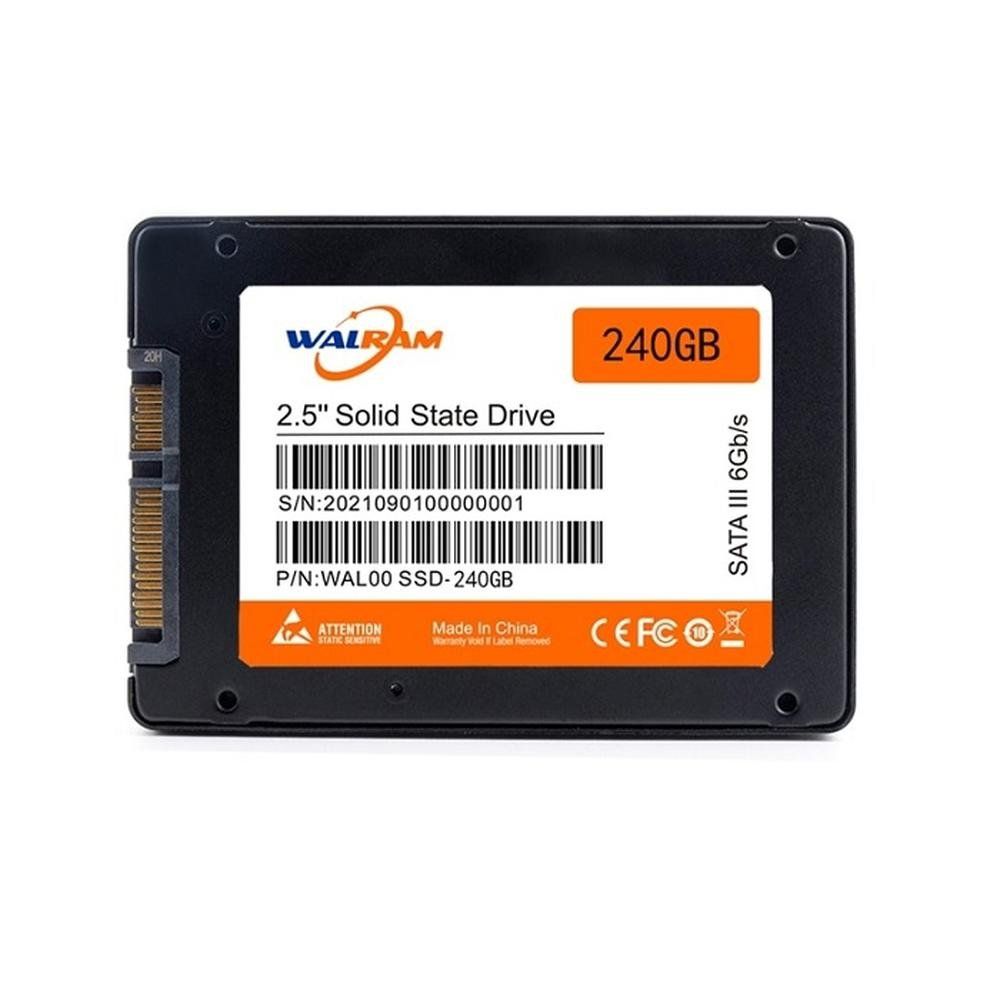 WALRAM
240GB
20H
2.5" Solid State Drive
SATA III 6Gb/s
S/N:2021090100000001
P/N:WAL00 SSD-240GB
ATTENTION
STATIC SENSITIVE
Made In China
Warranty Void If Label Removed
CE FC 10